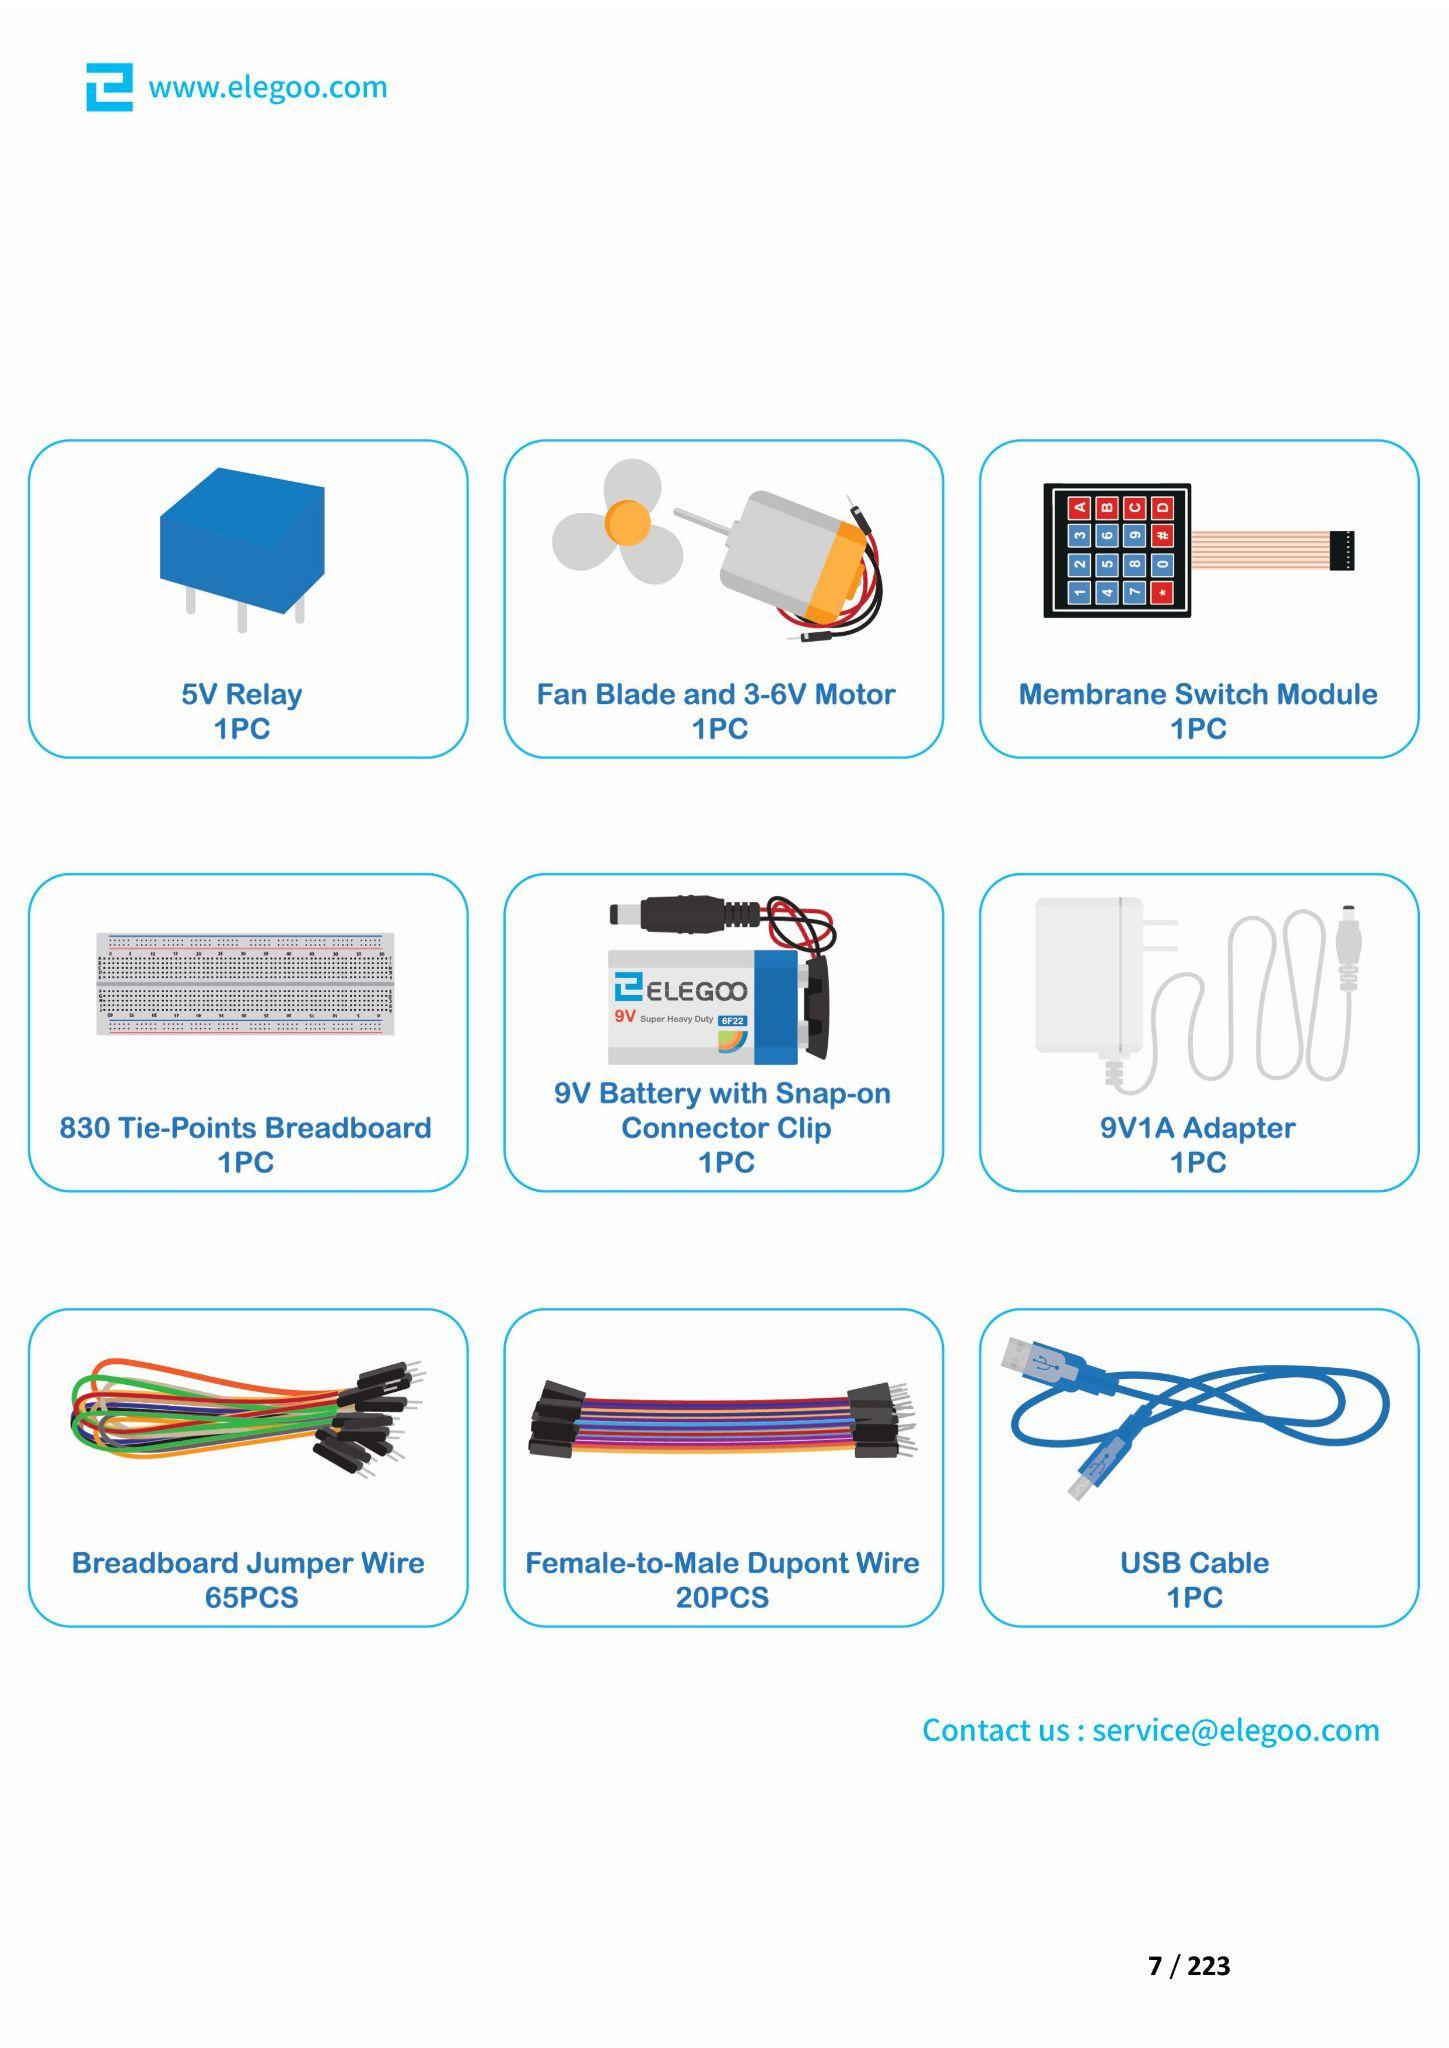 www.elegoo.com
A B C D
3 6 9 #
2 5 8 0
1 4 7 *
5V Relay
1PC
Fan Blade and 3-6V Motor
1PC
Membrane Switch Module
1PC
ELEGOO
9V Super Heavy Duty 6F22
830 Tie-Points Breadboard
1PC
9V Battery with Snap-on
Connector Clip
1PC
9V1A Adapter
1PC
Breadboard Jumper Wire
65PCS
Female-to-Male Dupont Wire
20PCS
USB Cable
1PC
Contact us : service@elegoo.com
7 / 223